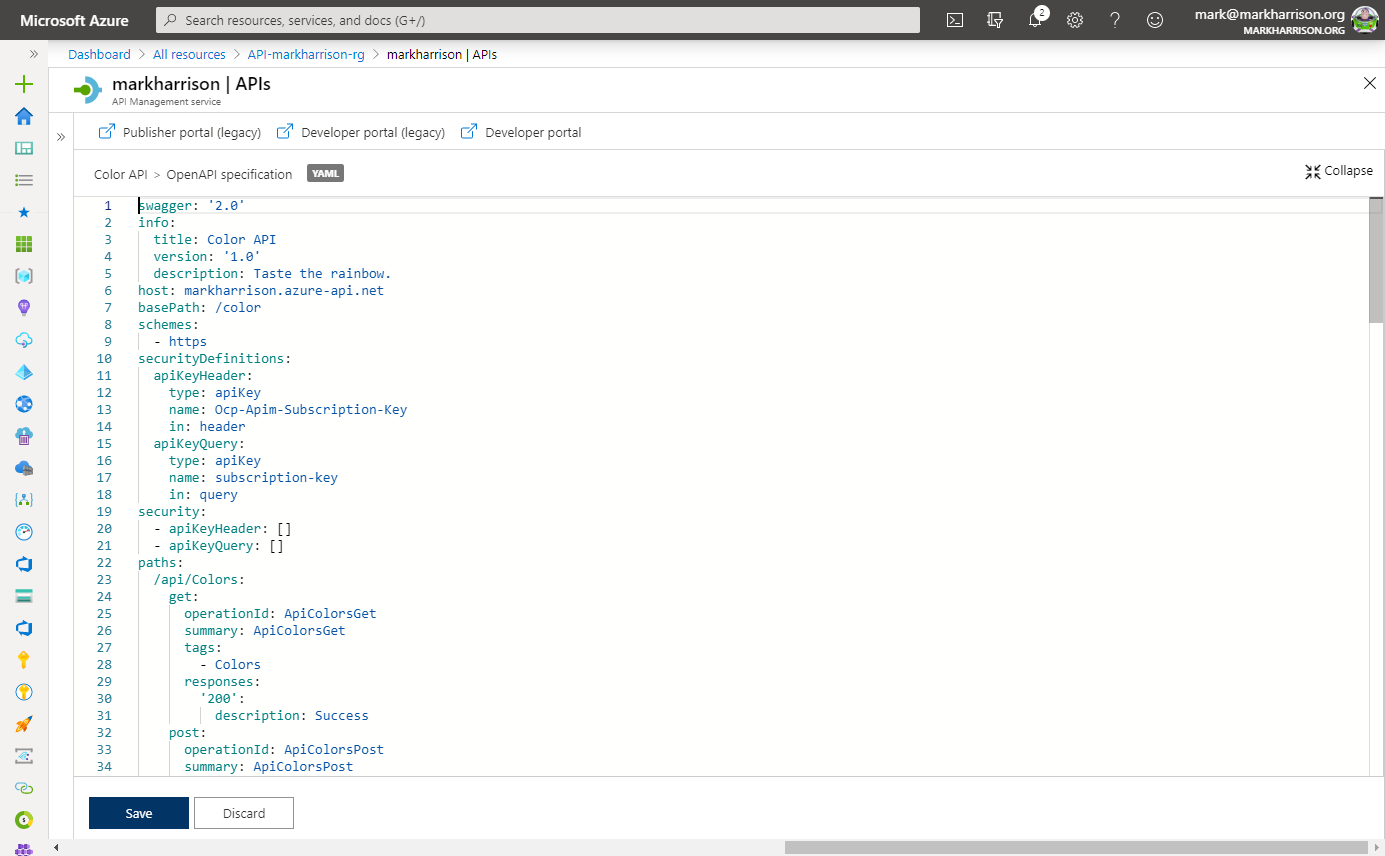 Microsoft Azure
Search resources, services, and docs (G+/)
2
mark@markharrison.org
MARKHARRISON.ORG
Dashboard > All resources > API-markharrison-rg > markharrison | APIs
markharrison | APIs
API Management service
Publisher portal (legacy) Developer portal (legacy) Developer portal
Color API > OpenAPI specification YAML
Collapse
1 swagger: '2.0'
2 info:
3   title: Color API
4   version: '1.0'
5   description: Taste the rainbow.
6 host: markharrison.azure-api.net
7 basePath: /color
8 schemes:
9   - https
10 securityDefinitions:
11   apiKeyHeader:
12     type: apiKey
13     name: Ocp-Apim-Subscription-Key
14     in: header
15   apiKeyQuery:
16     type: apiKey
17     name: subscription-key
18     in: query
19 security:
20   - apiKeyHeader: []
21   - apiKeyQuery: []
22 paths:
23   /api/Colors:
24     get:
25       operationId: ApiColorsGet
26       summary: ApiColorsGet
27       tags:
28         - Colors
29       responses:
30         '200':
31           description: Success
32     post:
33       operationId: ApiColorsPost
34       summary: ApiColorsPost
Save Discard